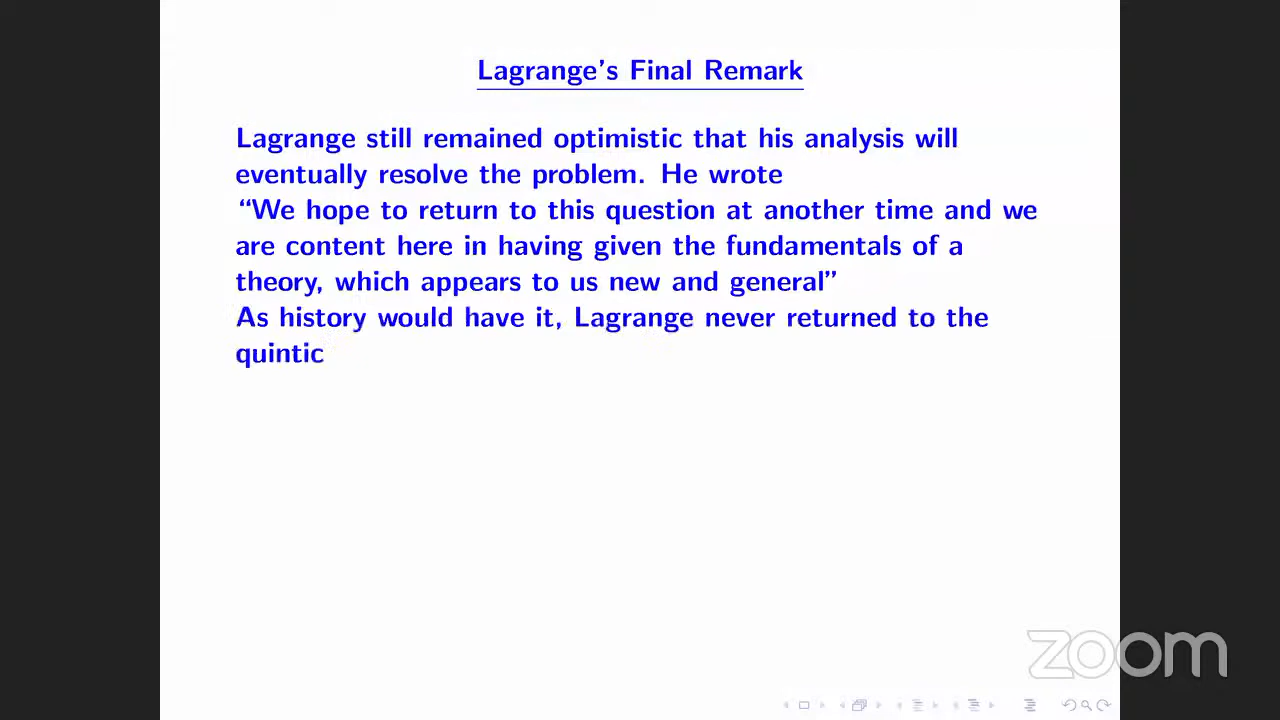 Lagrange's Final Remark
Lagrange still remained optimistic that his analysis will
eventually resolve the problem. He wrote
“We hope to return to this question at another time and we
are content here in having given the fundamentals of a
theory, which appears to us new and general”
As history would have it, Lagrange never returned to the
quintic
zoom